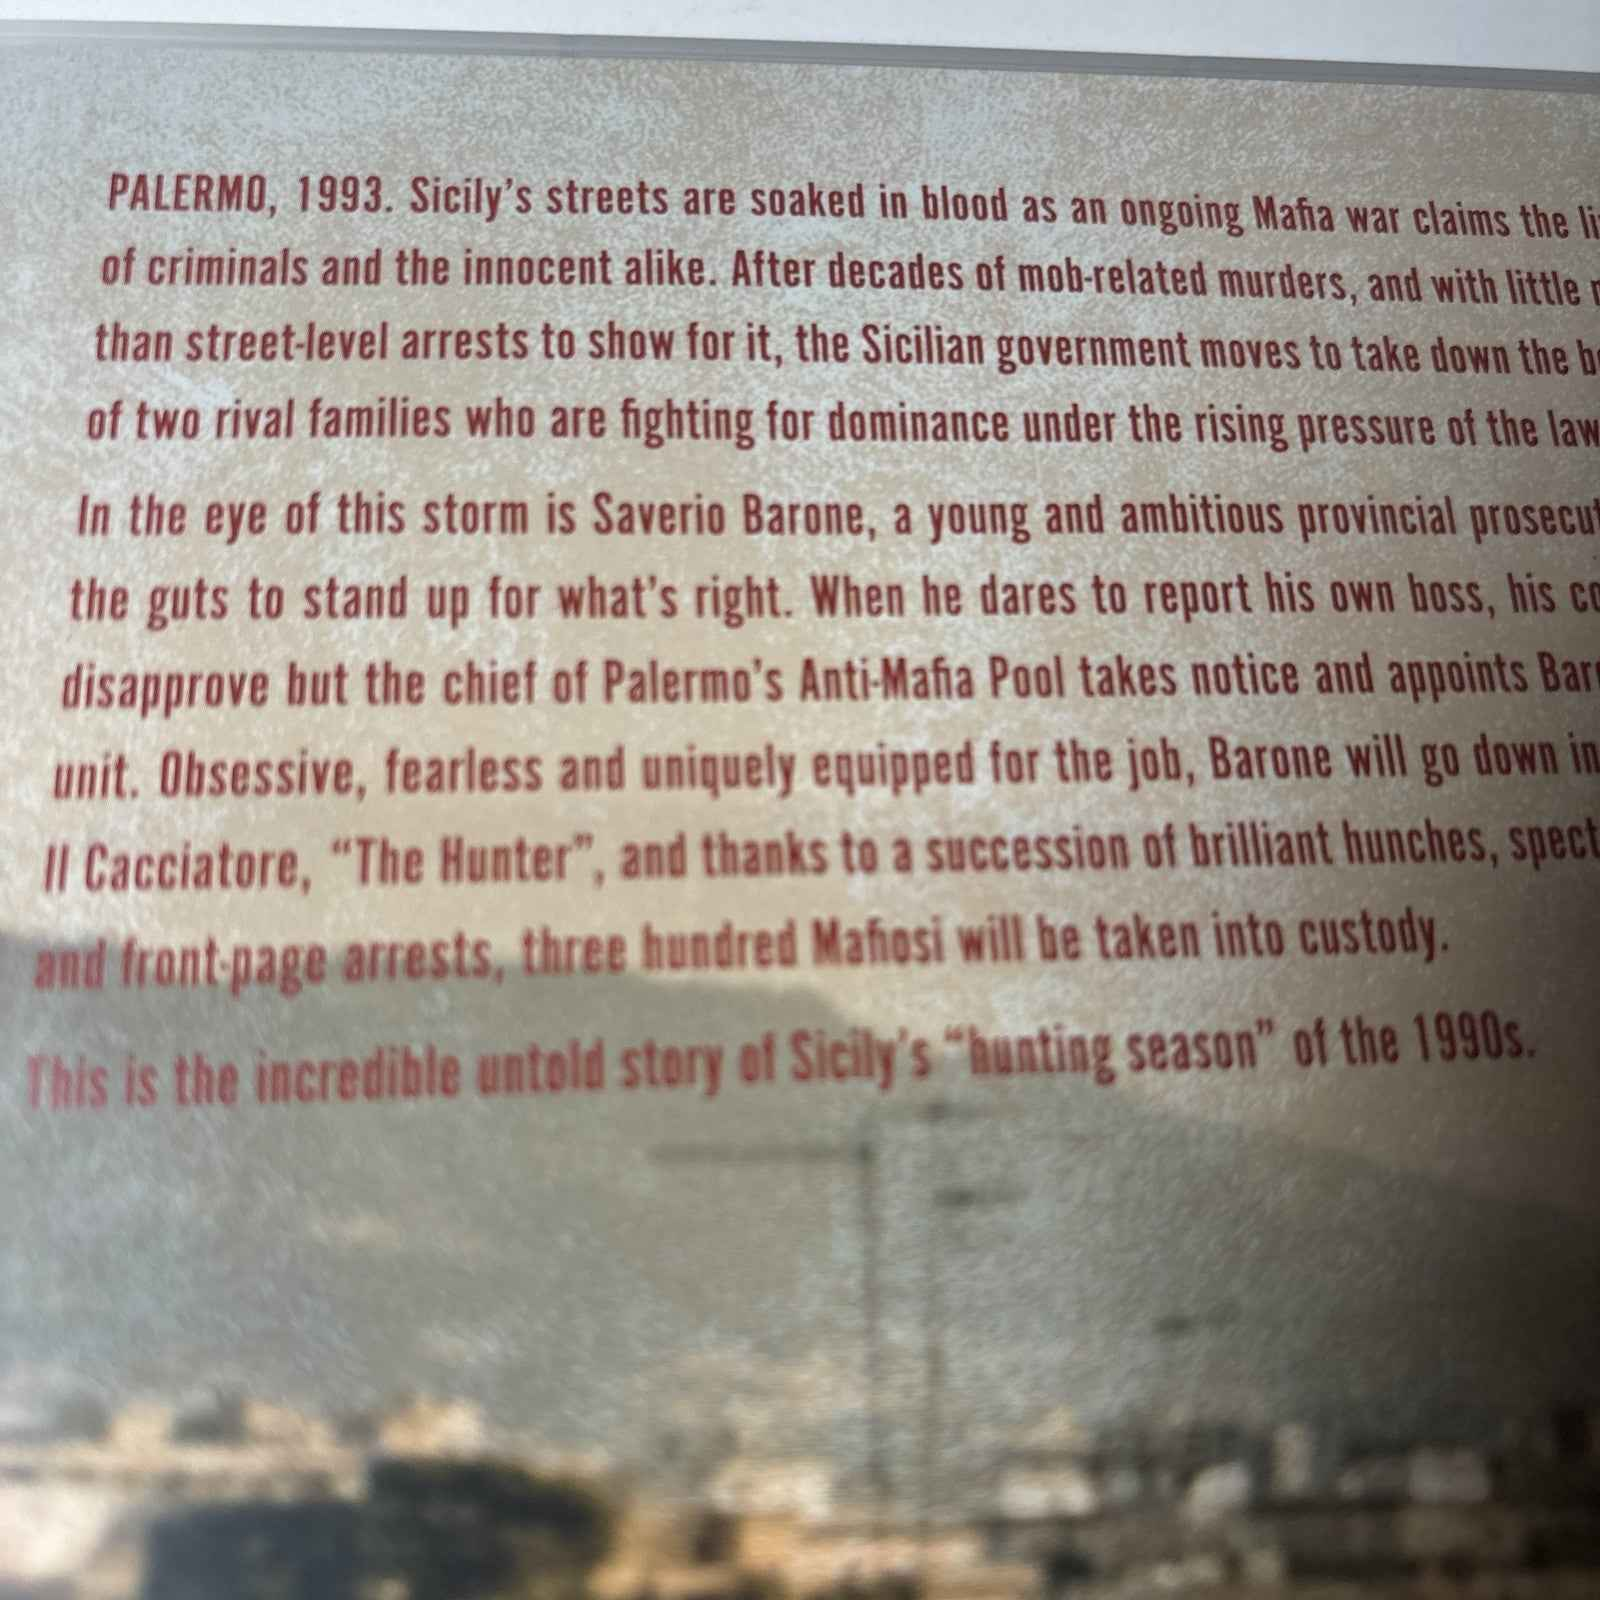 PALERMO, 1993. Sicily's streets are soaked in blood as an ongoing Mafia war claims the
of criminals and the innocent alike. After decades of mob-related murders, and with little
than street-level arrests to show for it, the Sicilian government moves to take down the
of two rival families who are fighting for dominance under the rising pressure of the law
In the eye of this storm is Saverio Barone, a young and ambitious provincial
the guts to stand up for what's right. When he dares to report his own boss, his
disapprove but the chief of Palermo's Anti-Mafia Pool takes notice and appoints
unit. Obsessive, fearless and uniquely equipped for the job, Barone will go down in
Il Cacciatore, “The Hunter”, and thanks to a succession of brilliant hunches,
and front-page arrests, three hundred Mafiosi will be taken into custody.
This is the incredible untold story of Sicily's “hunting season” of the 1990s.